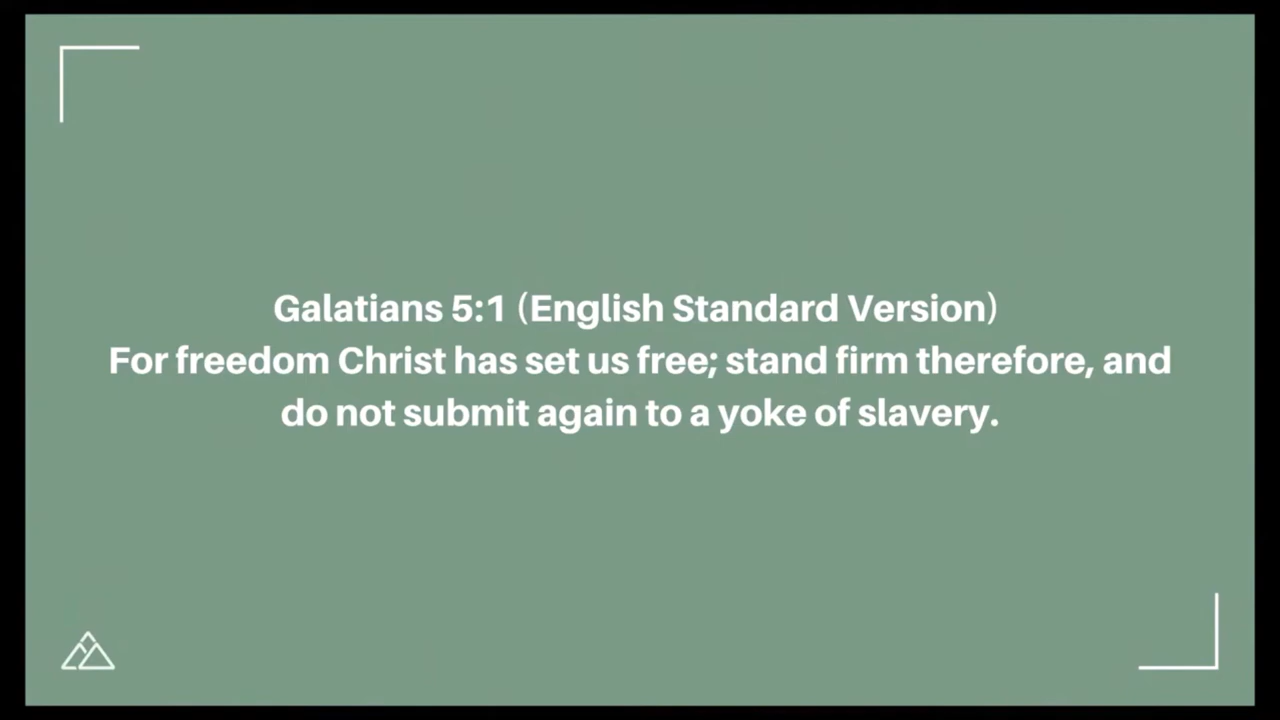 Galatians 5:1 (English Standard Version)
For freedom Christ has set us free; stand firm therefore, and
do not submit again to a yoke of slavery.